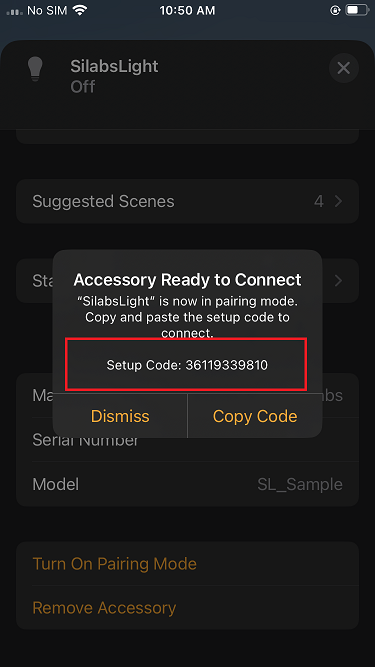 No SIM 10:50 AM
SilabsLight
Off
Suggested Scenes 4
Sta
Accessory Ready to Connect
“SilabsLight” is now in pairing mode.
Copy and paste the setup code to
connect.
Setup Code: 36119339810
Ma bs
Dismiss Copy Code
Serial Number
Model SL_Sample
Turn On Pairing Mode
Remove Accessory